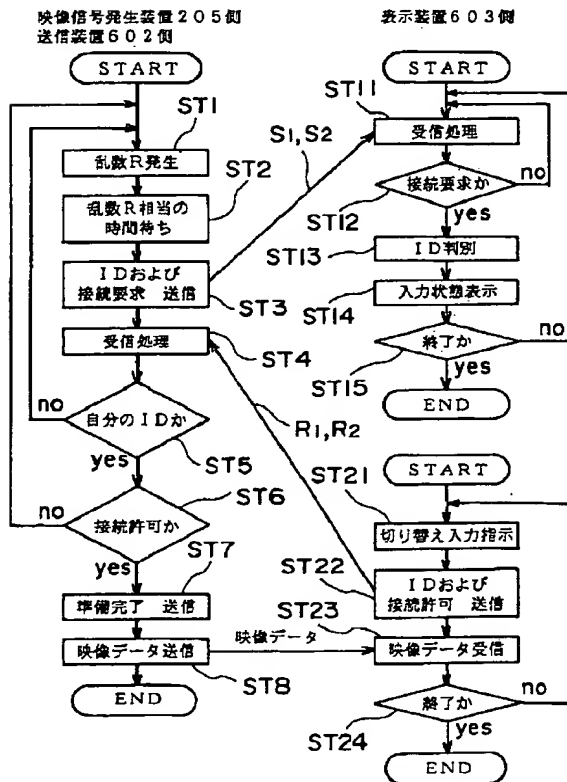 映像信号発生装置205側
送信装置602側
START
ST1
乱数R発生
ST2
乱数R相当の
時間待ち
IDおよび
接続要求 送信
ST3
受信処理
ST4
自分のIDか
no
yes
ST5
ST6
接続許可か
no
yes
ST7
準備完了 送信
映像データ送信
映像データ
ST8
END
S1,S2
R1,R2
表示装置603側
START
ST11
受信処理
接続要求か
no
ST12
yes
ST13
ID判別
入力状態表示
ST14
終了か
no
ST15
yes
END
START
ST21
切り替え入力指示
ST22
IDおよび
接続許可 送信
ST23
映像データ受信
終了か
no
ST24
yes
END